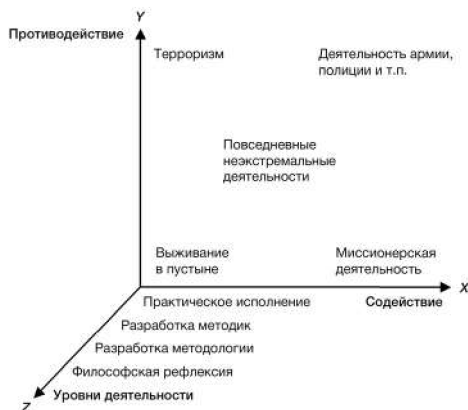 Y
Противодействие
Терроризм
Деятельность армии,
полиции и т.п.
Повседневные
неэкстремальные
деятельности
Выживание
в пустыне
Миссионерская
деятельность
X
Практическое исполнение
Содействие
Разработка методик
Разработка методологии
Философская рефлексия
Z
Уровни деятельности